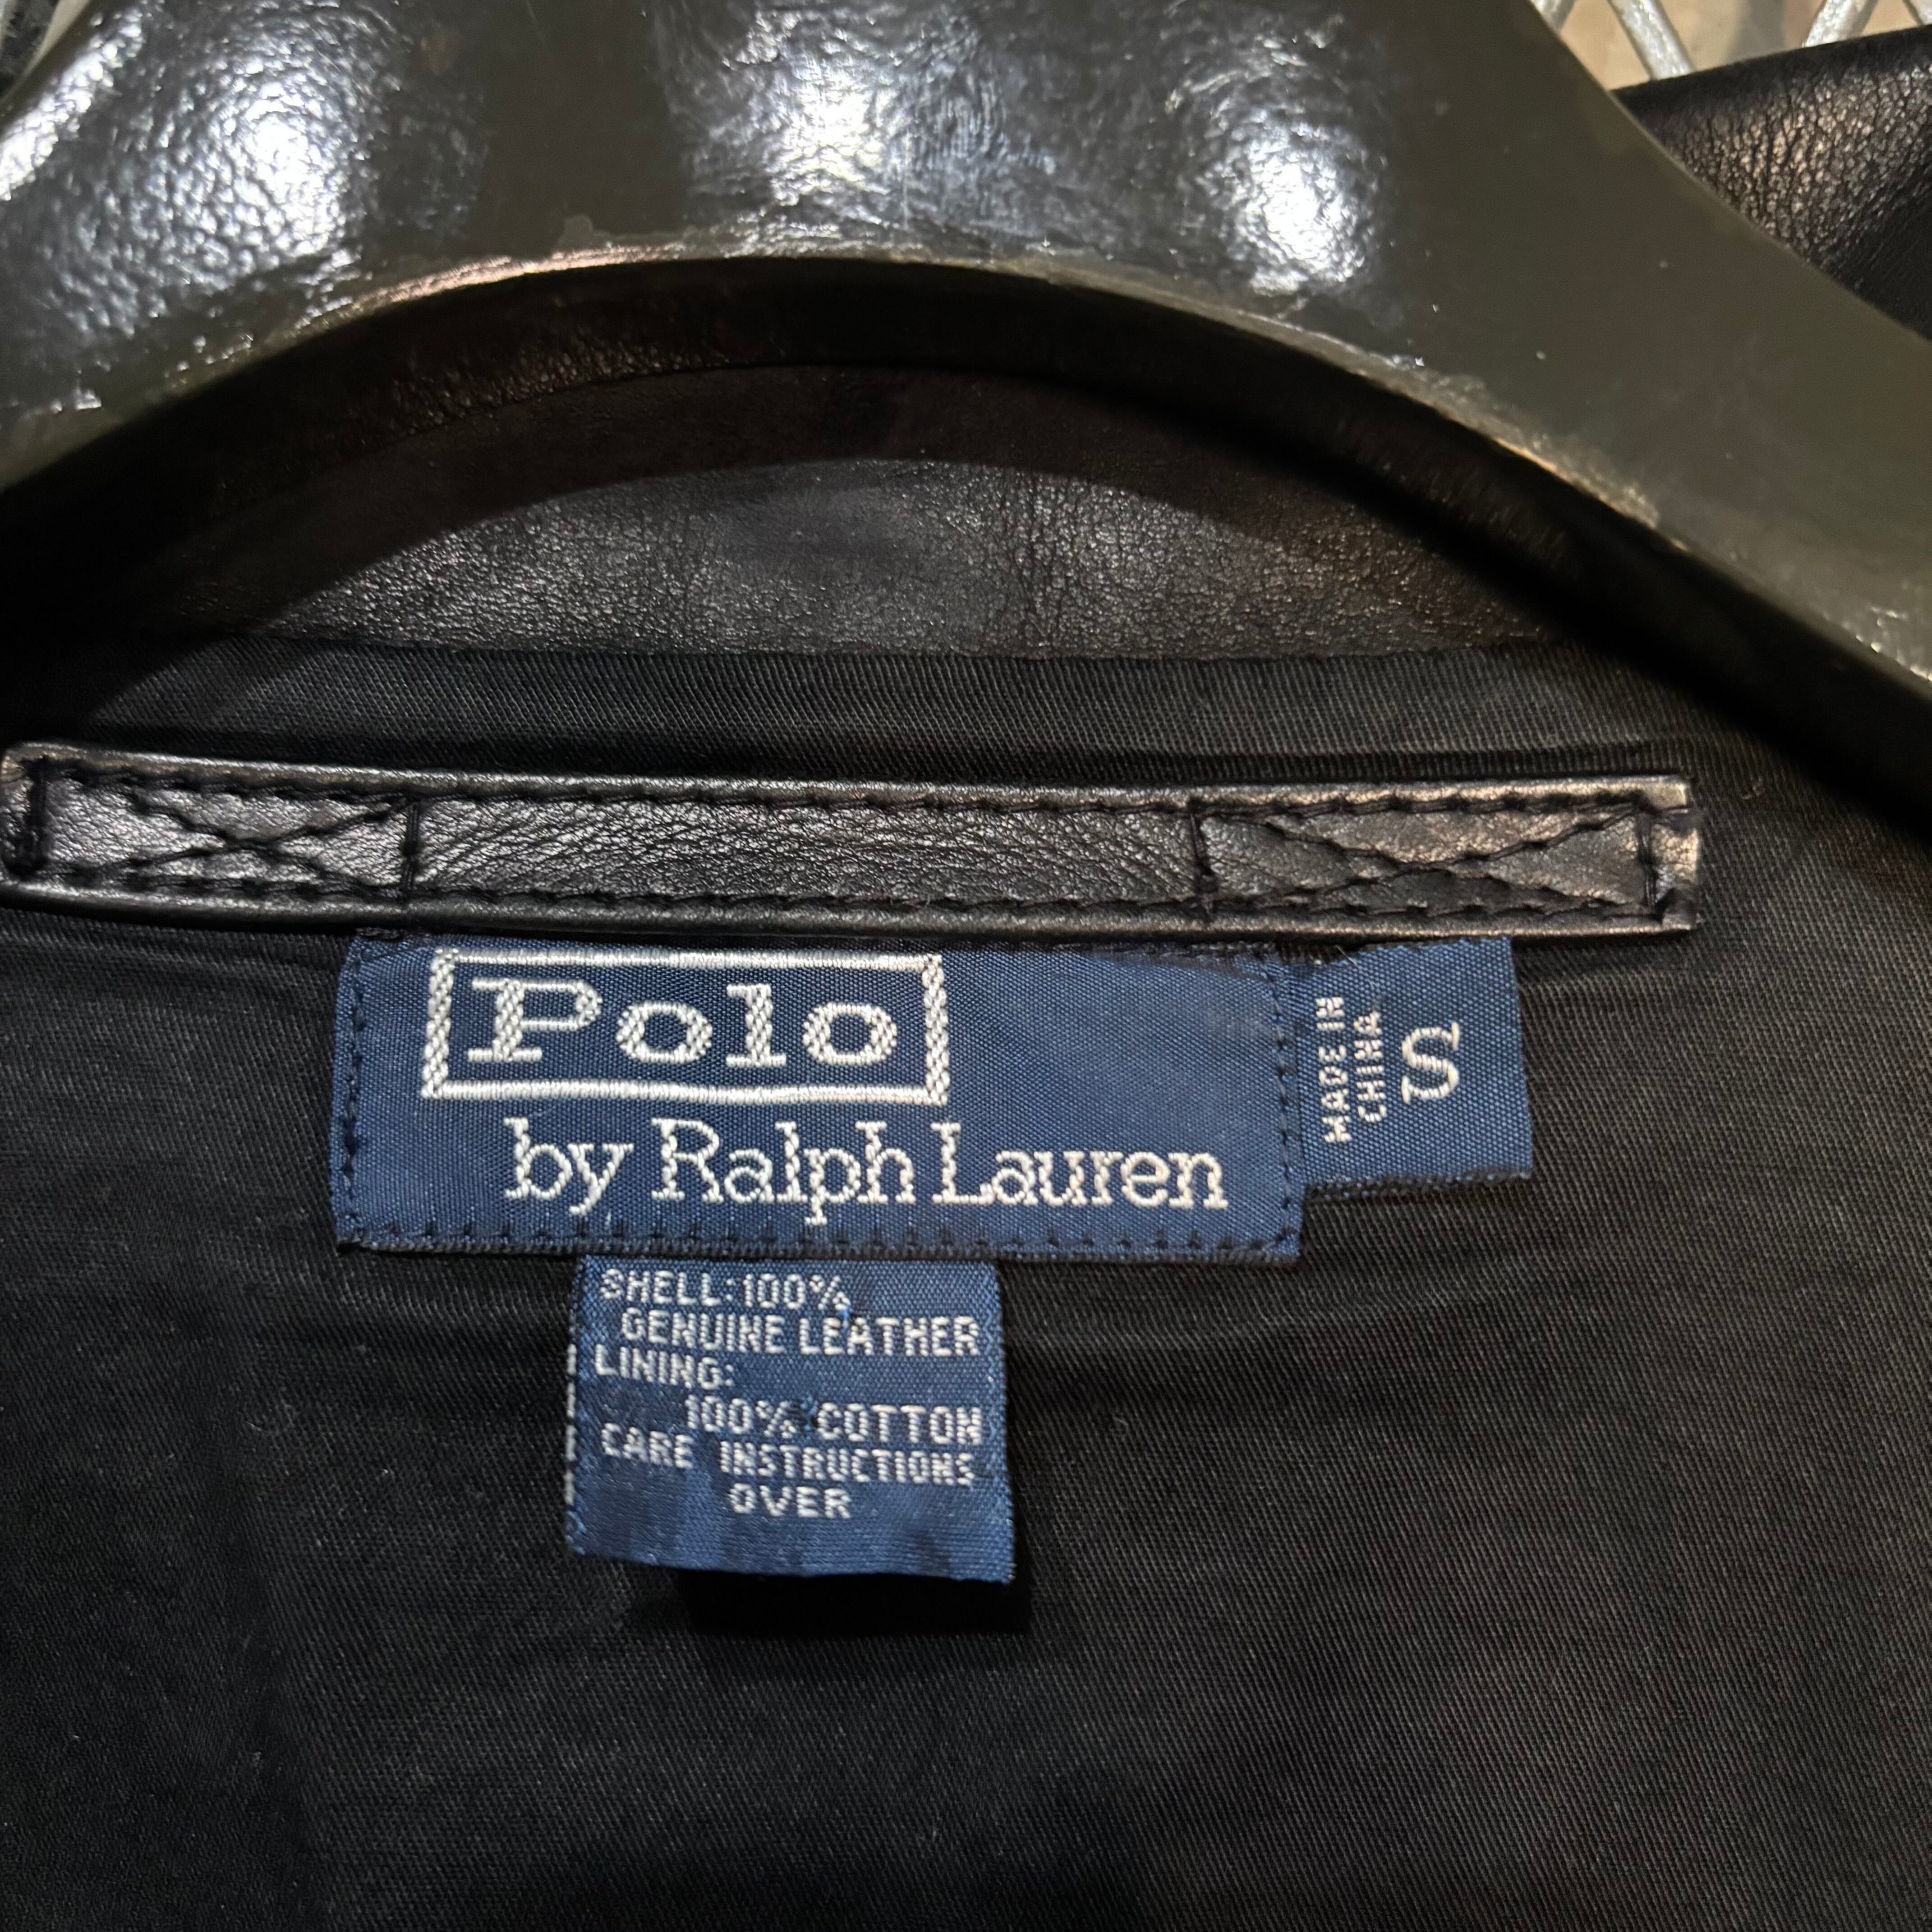 Polo
by Ralph Lauren
MADE IN
CHINA
S
SHELL:100%
GENUINE LEATHER
LINING:
100% COTTON
CARE INSTRUCTIONS
OVER